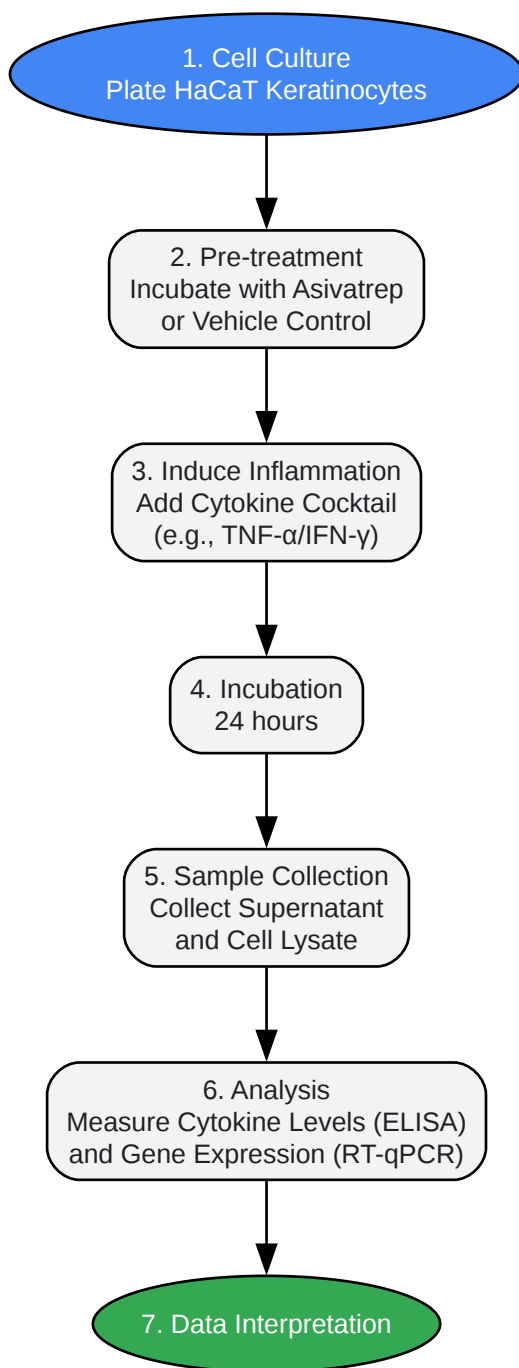 1. Cell Culture
Plate HaCaT Keratinocytes
2. Pre-treatment
Incubate with Asivatrep
or Vehicle Control
3. Induce Inflammation
Add Cytokine Cocktail
(e.g., TNF-α/IFN-γ)
4. Incubation
24 hours
5. Sample Collection
Collect Supernatant
and Cell Lysate
6. Analysis
Measure Cytokine Levels (ELISA)
and Gene Expression (RT-qPCR)
7. Data Interpretation